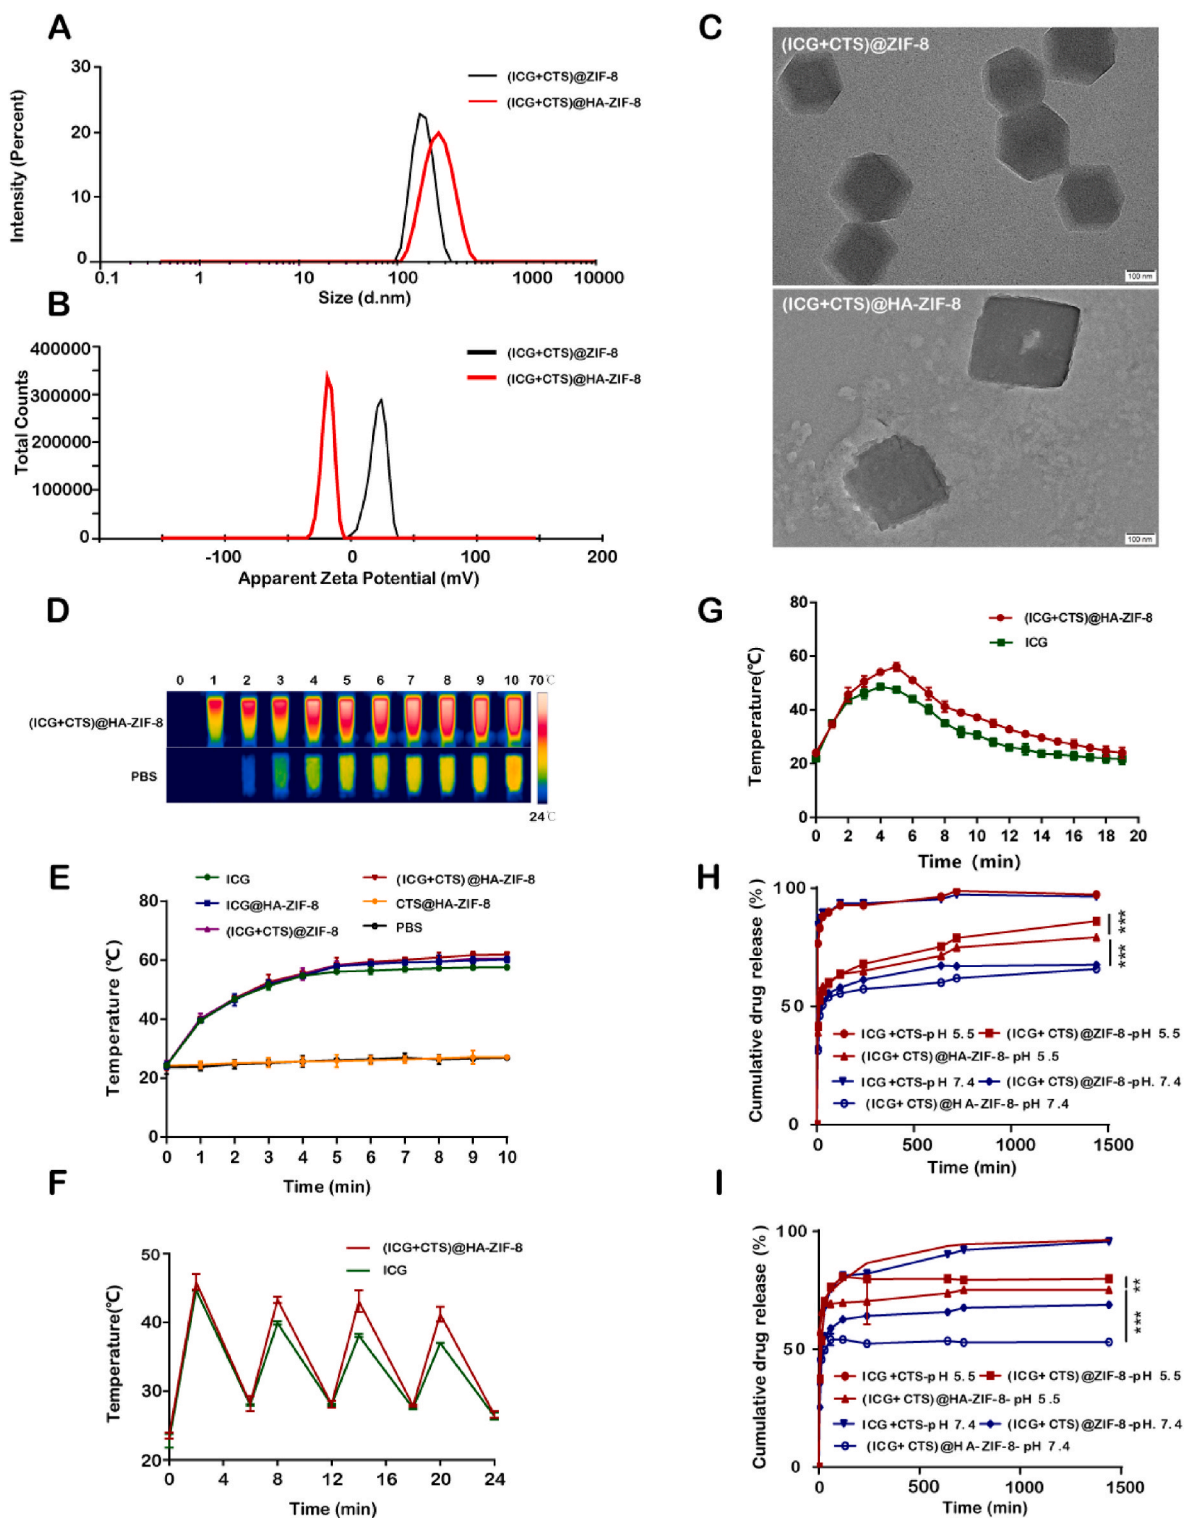 A
30
20
10
0
Intensity (Percent)
(ICG+CTS)@ZIF-8
(ICG+CTS)@HA-ZIF-8
0.1 1 10 100 1000 10000
Size (d.nm)
B
400000
300000
200000
100000
0
Total Counts
(ICG+CTS)@ZIF-8
(ICG+CTS)@HA-ZIF-8
-100 0 100 200
Apparent Zeta Potential (mV)
C
(ICG+CTS)@ZIF-8
100 nm
(ICG+CTS)@HA-ZIF-8
100 nm
D
0 1 2 3 4 5 6 7 8 9 10 70℃
(ICG+CTS)@HA-ZIF-8
PBS
24℃
E
ICG
ICG@HA-ZIF-8
(ICG+CTS)@ZIF-8
(ICG+CTS)@HA-ZIF-8
CTS@HA-ZIF-8
PBS
80
60
40
20
0
Temperature (℃)
0 1 2 3 4 5 6 7 8 9 10
Time (min)
F
(ICG+CTS)@HA-ZIF-8
ICG
50
40
30
20
Temperature(℃)
0 4 8 12 16 20 24
Time (min)
G
80
60
40
20
0
Temperature(℃)
(ICG+CTS)@HA-ZIF-8
ICG
0 2 4 6 8 10 12 14 16 18 20
Time (min)
H
100
50
0
Cumulative drug release (%)
***
***
ICG+CTS-pH 5.5
(ICG+CTS)@ZIF-8-pH 5.5
(ICG+CTS)@HA-ZIF-8-pH 5.5
ICG+CTS-pH 7.4
(ICG+CTS)@ZIF-8-pH. 7.4
(ICG+CTS)@HA-ZIF-8-pH 7.4
0 500 1000 1500
Time (min)
I
100
50
0
Cumulative drug release (%)
**
***
ICG+CTS-pH 5.5
(ICG+CTS)@ZIF-8-pH 5.5
(ICG+CTS)@HA-ZIF-8-pH 5.5
ICG+CTS-pH 7.4
(ICG+CTS)@ZIF-8-pH. 7.4
(ICG+CTS)@HA-ZIF-8-pH 7.4
0 500 1000 1500
Time (min)